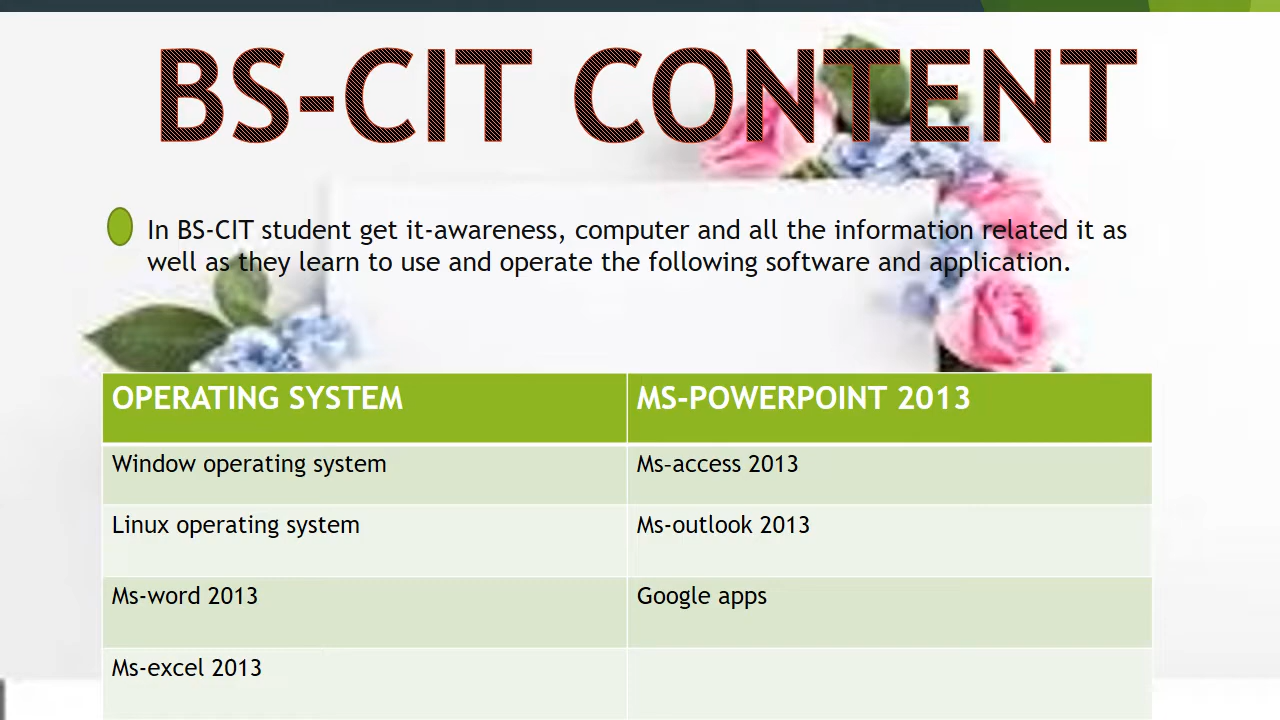 BS-CIT CONTENT
In BS-CIT student get it-awareness, computer and all the information related it as
well as they learn to use and operate the following software and application.
OPERATING SYSTEM
MS-POWERPOINT 2013
Window operating system
Ms-access 2013
Linux operating system
Ms-outlook 2013
Ms-word 2013
Google apps
Ms-excel 2013